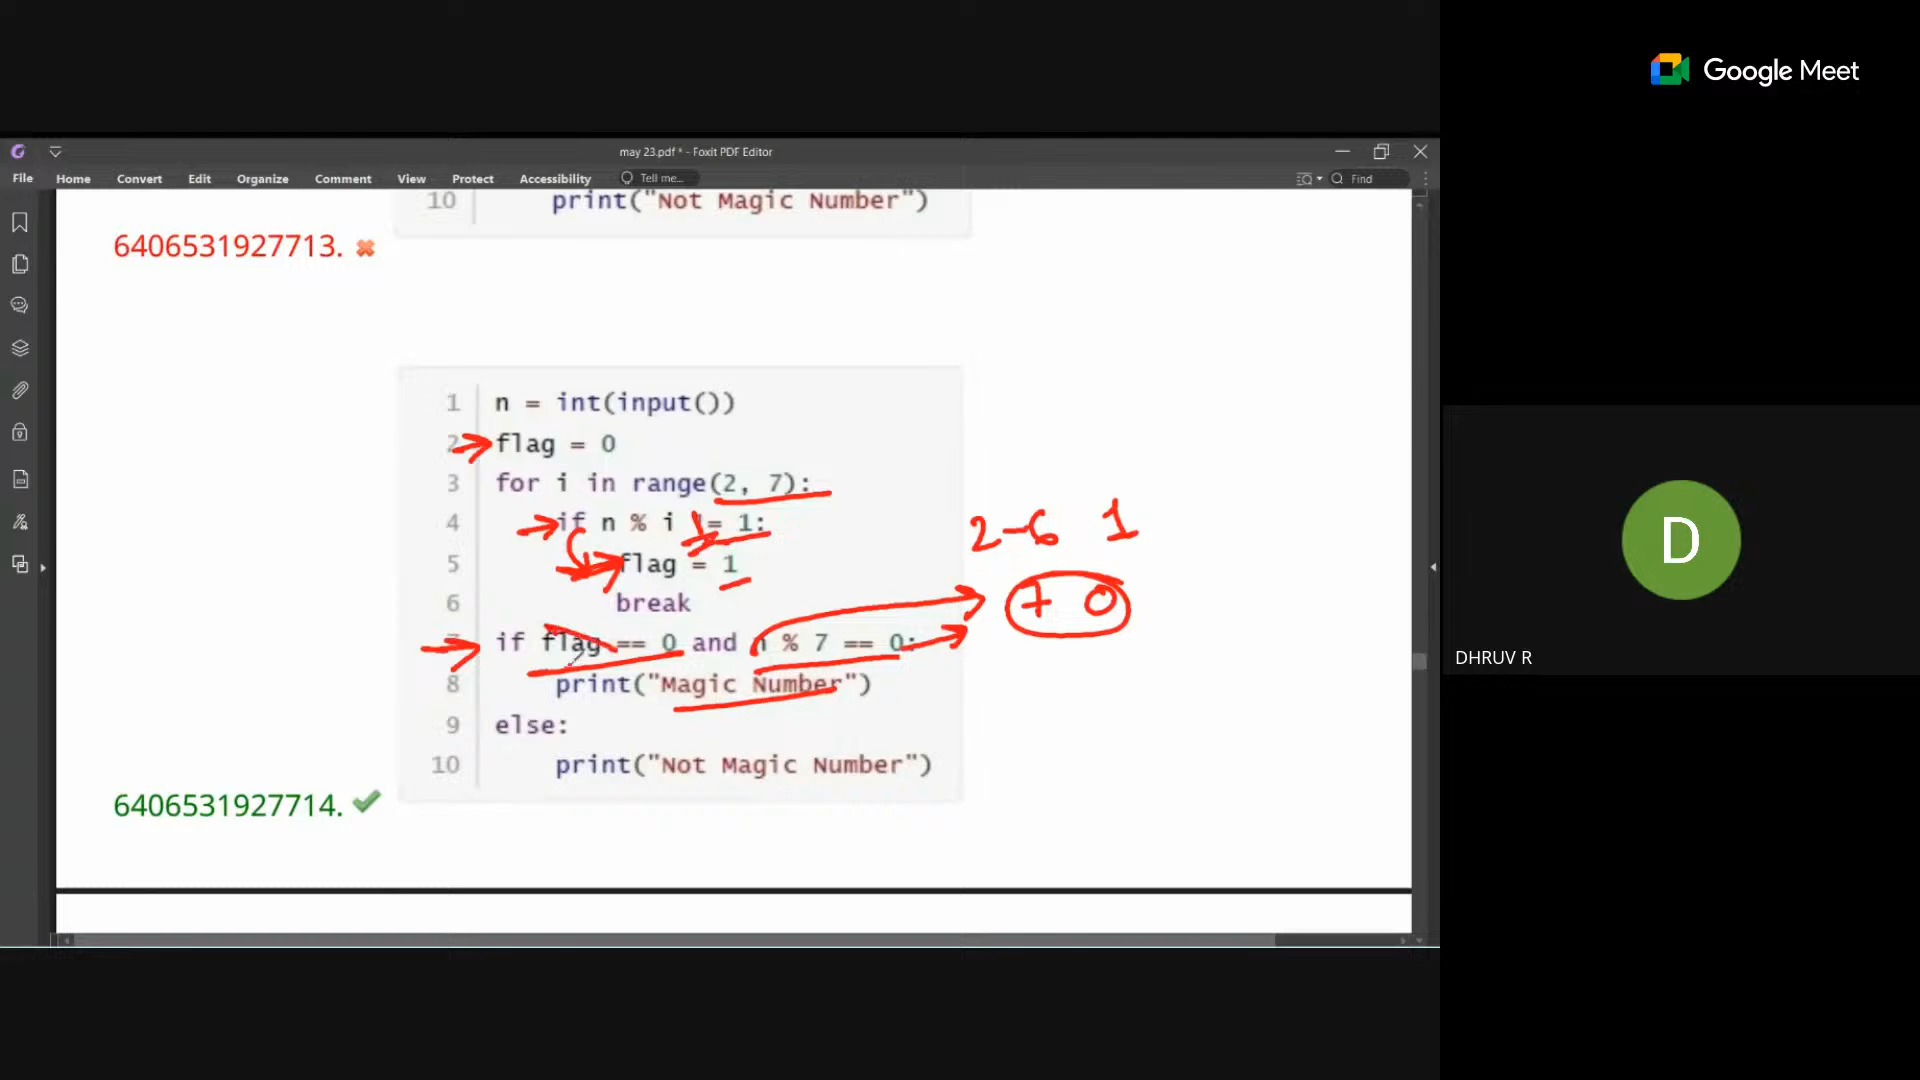 Google Meet
may 23.pdf * - Foxit PDF Editor
File Home Convert Edit Organize Comment View Protect Accessibility Tell me... Find
10 print("Not Magic Number")
6406531927713.
1 n = int(input())
2 flag = 0
3 for i in range(2, 7):
4 if n % i != 1:
5 flag = 1
6 break
7 if flag == 0 and n % 7 == 0:
8 print("Magic Number")
9 else:
10 print("Not Magic Number")
2-6 1
7 0
6406531927714.
D
DHRUV R